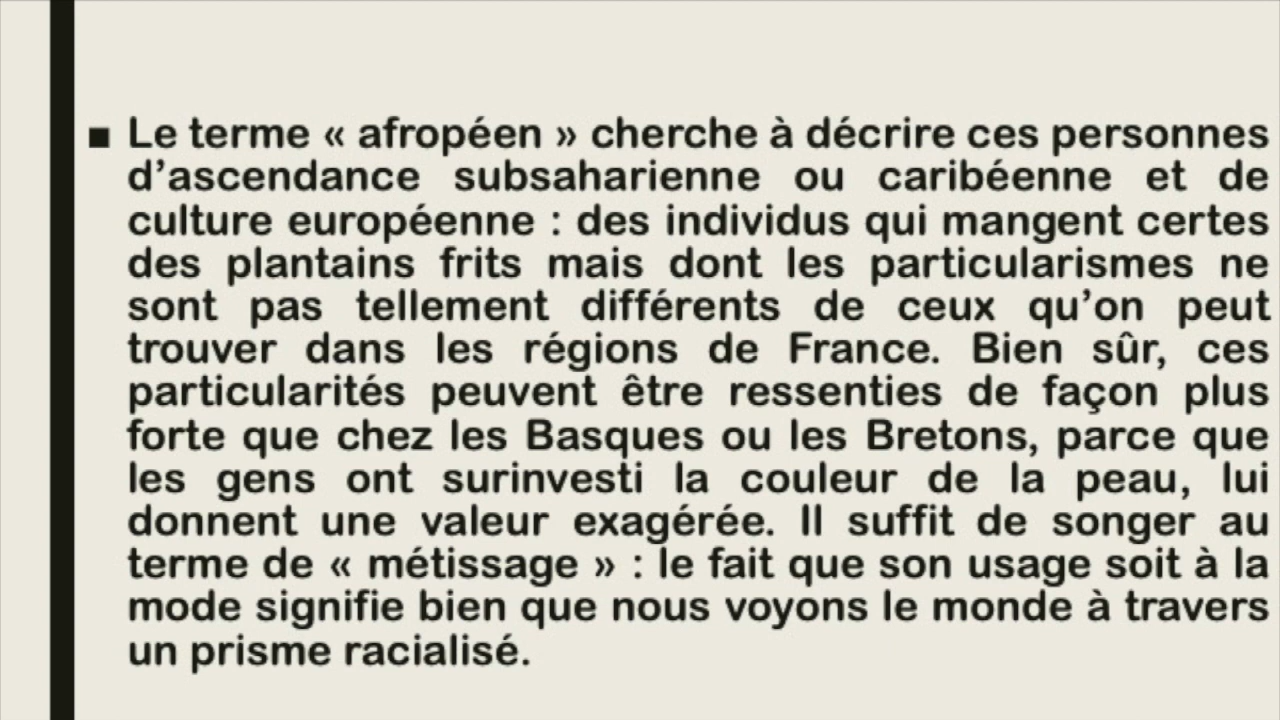 ▪ Le terme « afropéen » cherche à décrire ces personnes
d’ascendance subsaharienne ou caribéenne et de
culture européenne : des individus qui mangent certes
des plantains frits mais dont les particularismes ne
sont pas tellement différents de ceux qu’on peut
trouver dans les régions de France. Bien sûr, ces
particularités peuvent être ressenties de façon plus
forte que chez les Basques ou les Bretons, parce que
les gens ont surinvesti la couleur de la peau, lui
donnent une valeur exagérée. Il suffit de songer au
terme de « métissage » : le fait que son usage soit à la
mode signifie bien que nous voyons le monde à travers
un prisme racialisé.